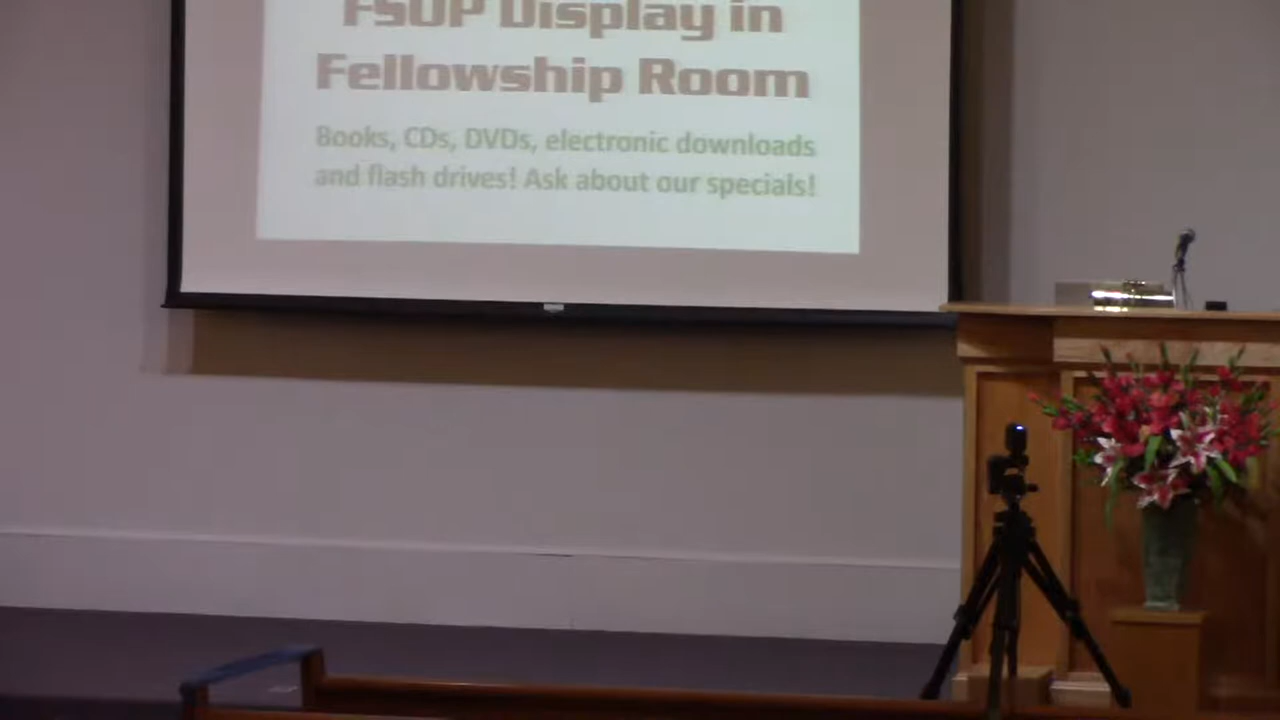 FSUP Display in
Fellowship Room
Books, CDs, DVDs, electronic downloads
and flash drives! Ask about our specials!